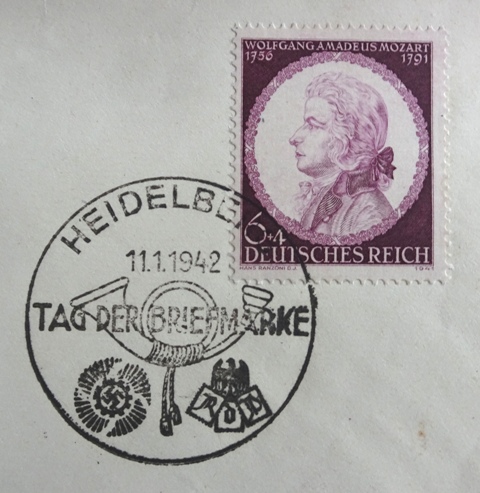 WOLFGANG AMADEUS MOZART
1756 1791
6+4
DEUTSCHES REICH
HANS RANZONI D.J. 1941
HEIDELBE
11.1.1942
TAG DER BRIEFMARKE